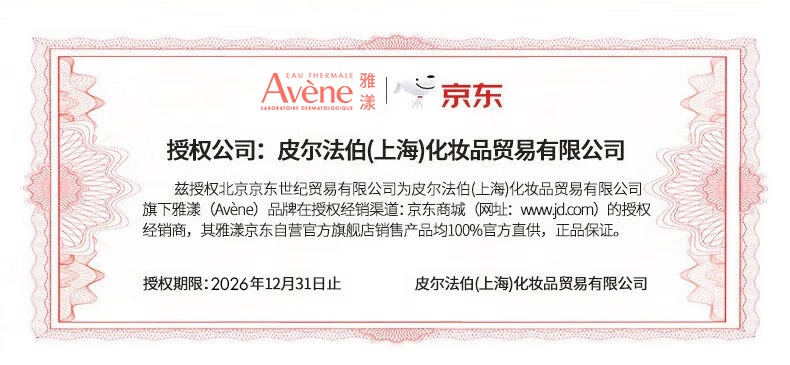 EAU THERMALE
Avène 雅漾
LABORATOIRE DERMATOLOGIQUE
京东
授权公司：皮尔法伯(上海)化妆品贸易有限公司
兹授权北京京东世纪贸易有限公司为皮尔法伯(上海)化妆品贸易有限公司
旗下雅漾（Avène）品牌在授权经销渠道：京东商城（网址：www.jd.com）的授权
经销商，其雅漾京东自营官方旗舰店销售产品均100%官方直供，正品保证。
授权期限：2026年12月31日止
皮尔法伯(上海)化妆品贸易有限公司